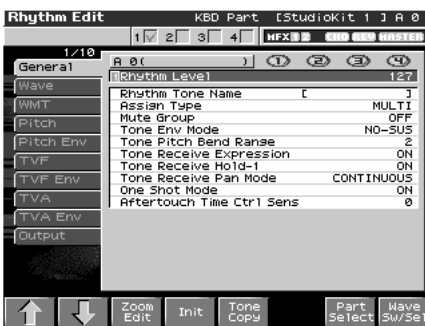 Rhythm Edit KBD Part [StudioKit 1 ] A 0
1 2 3 4 MFX 1 2 CHO REV MASTER
1/10
General
Wave
WMT
Pitch
Pitch Env
TVF
TVF Env
TVA
TVA Env
Output
A 0( ) 1 2 3 4
1 Rhythm Level 127
Rhythm Tone Name [ ]
Assign Type MULTI
Mute Group OFF
Tone Env Mode NO-SUS
Tone Pitch Bend Range 2
Tone Receive Expression ON
Tone Receive Hold-1 ON
Tone Receive Pan Mode CONTINUOUS
One Shot Mode ON
Aftertouch Time Ctrl Sens 0
Zoom Edit
Init
Tone Copy
Part Select
Wave Sw/Sel